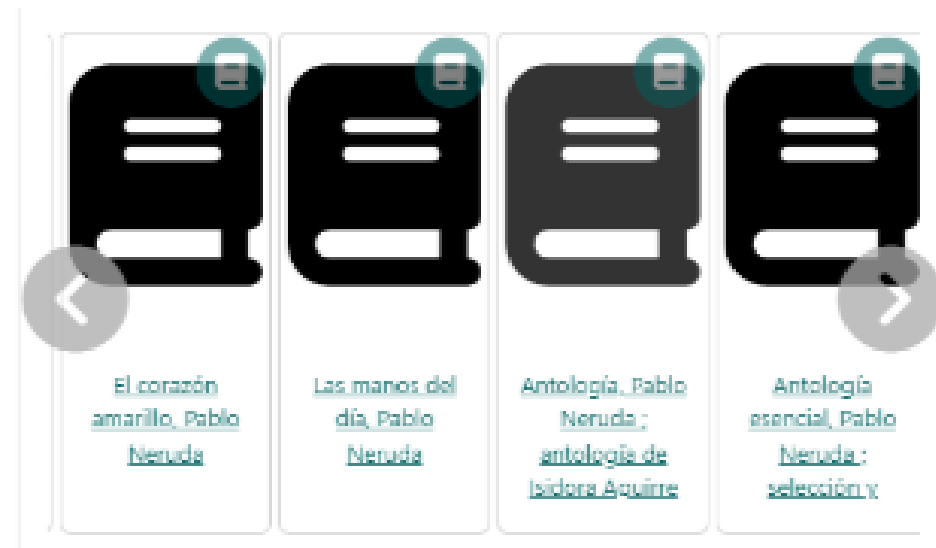 El corazón
amarillo, Pablo
Neruda
Las manos del
día, Pablo
Neruda
Antología, Pablo
Neruda ;
antología de
Isidora Aguirre
Antología
esencial, Pablo
Neruda ;
selección y